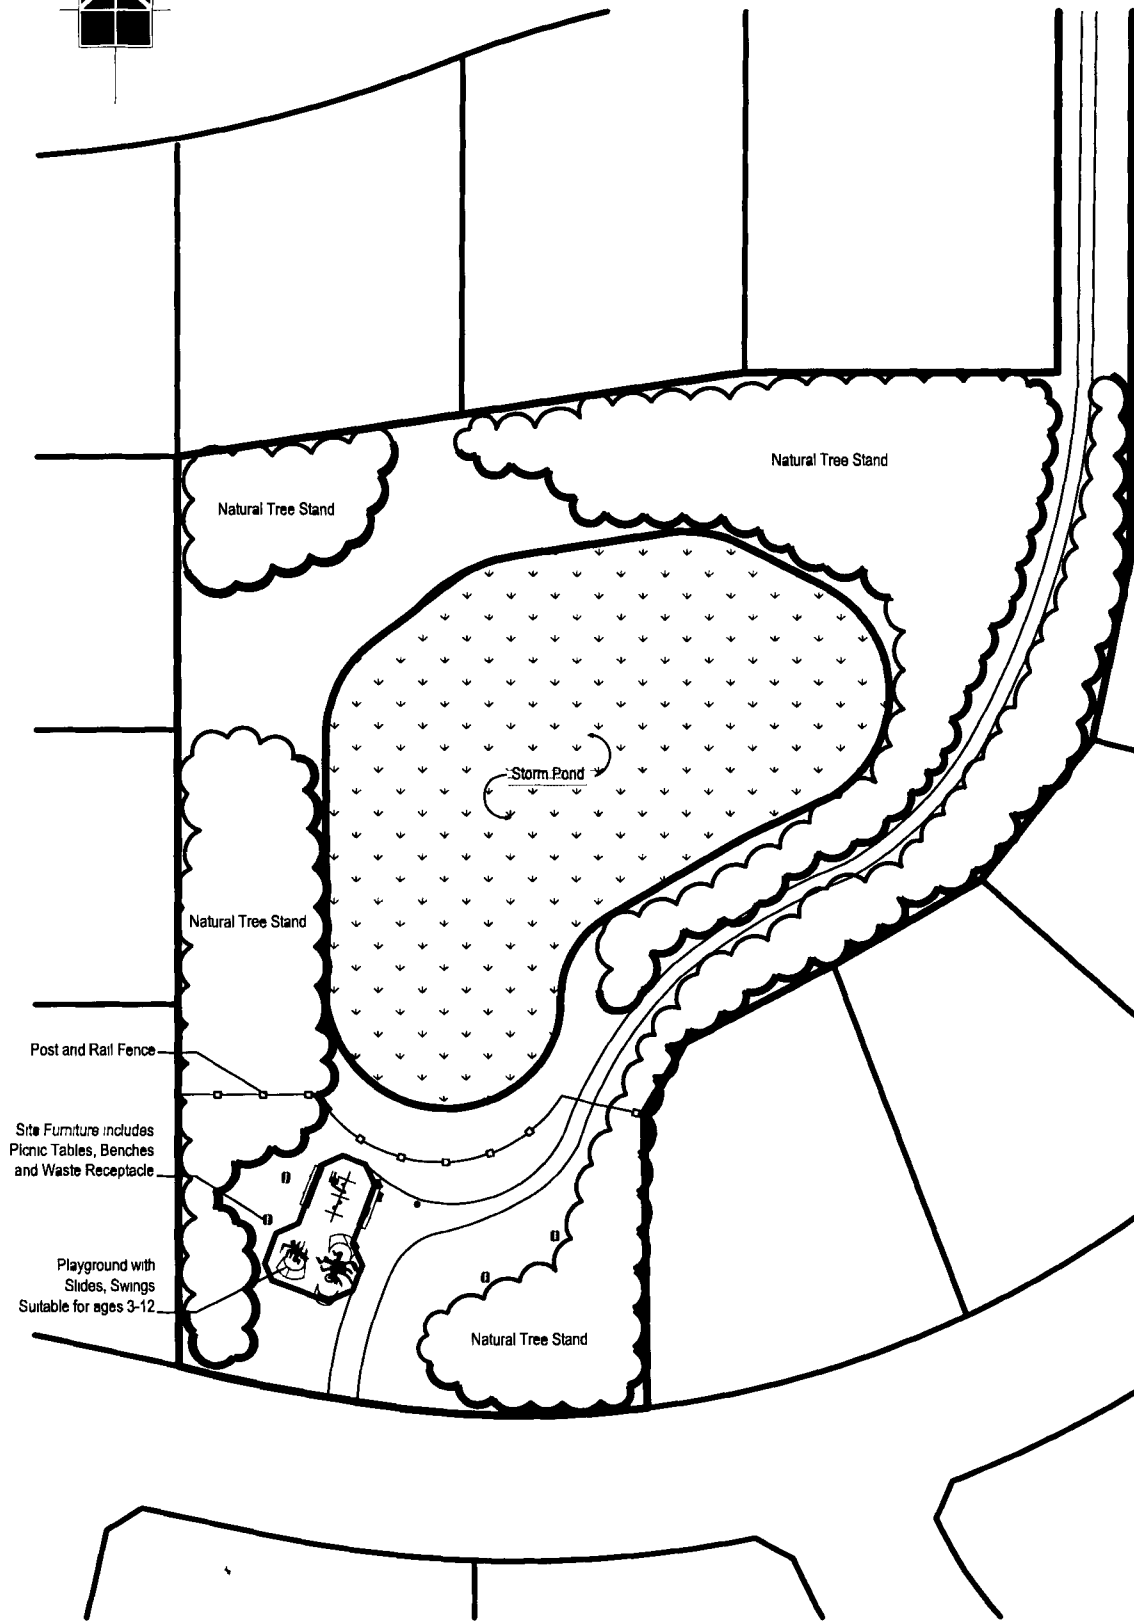 Natural Tree Stand
Natural Tree Stand
Storm Pond
Natural Tree Stand
Post and Rail Fence
Site Furniture includes
Picnic Tables, Benches
and Waste Receptacle
Playground with
Slides, Swings
Suitable for ages 3-12
Natural Tree Stand